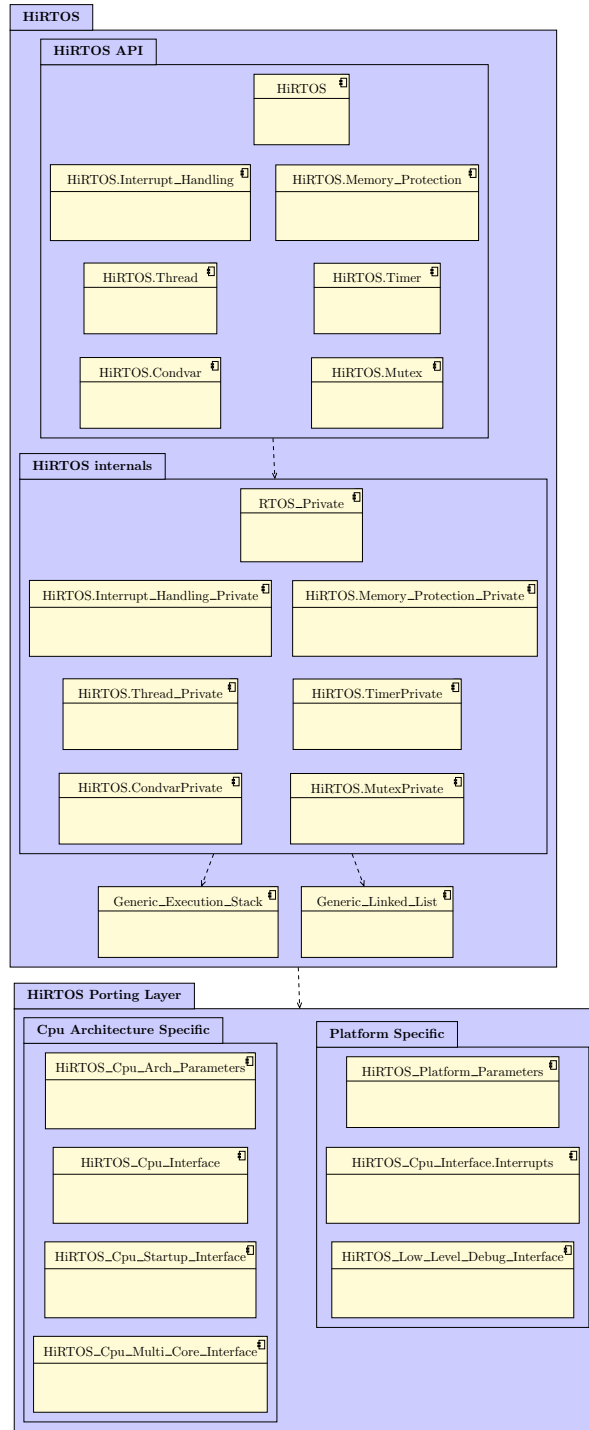 HiRTOS
HiRTOS API
HiRTOS
HiRTOS.Interrupt_Handling
HiRTOS.Memory_Protection
HiRTOS.Thread
HiRTOS.Timer
HiRTOS.Condvar
HiRTOS.Mutex
HiRTOS internals
RTOS_Private
HiRTOS.Interrupt_Handling_Private
HiRTOS.Memory_Protection_Private
HiRTOS.Thread_Private
HiRTOS.TimerPrivate
HiRTOS.CondvarPrivate
HiRTOS.MutexPrivate
Generic_Execution_Stack
Generic_Linked_List
HiRTOS Porting Layer
Cpu Architecture Specific
HiRTOS_Cpu_Arch_Parameters
HiRTOS_Cpu_Interface
HiRTOS_Cpu_Startup_Interface
HiRTOS_Cpu_Multi_Core_Interface
Platform Specific
HiRTOS_Platform_Parameters
HiRTOS_Cpu_Interface.Interrupts
HiRTOS_Low_Level_Debug_Interface